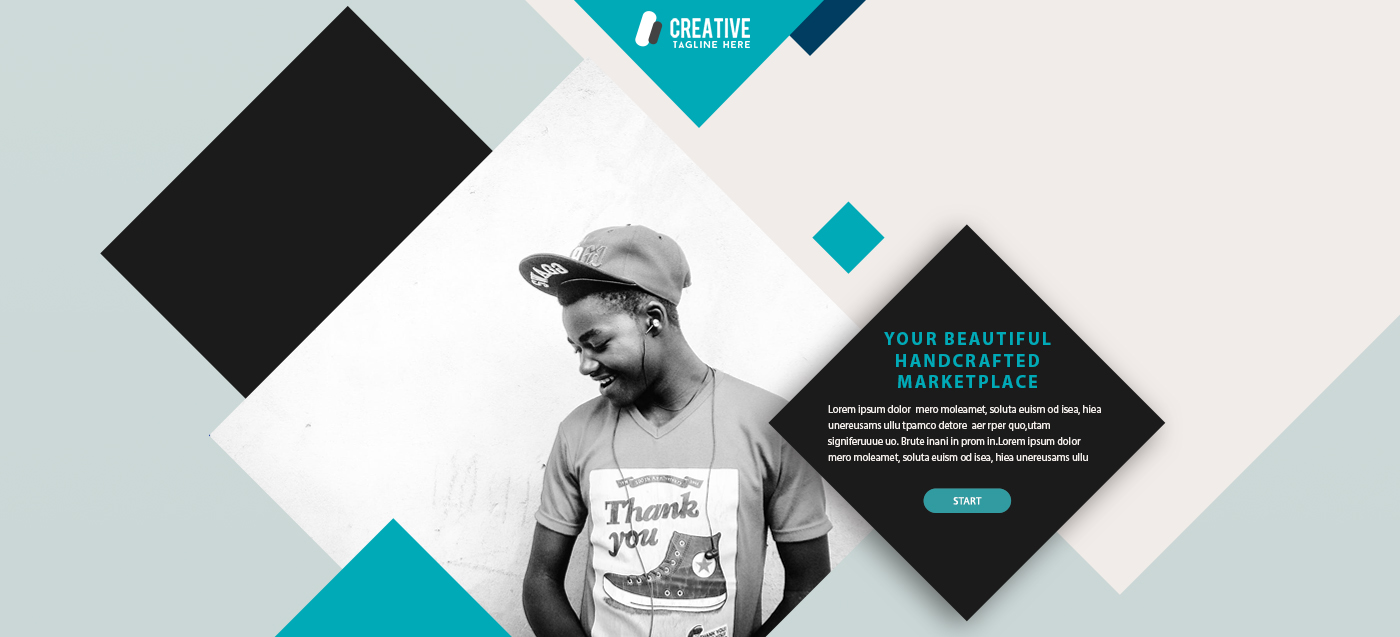 CREATIVE
TAGLINE HERE
SWAGG
YOUR BEAUTIFUL
HANDCRAFTED
MARKETPLACE
Lorem ipsum dolor mero moleamet, soluta euism od isea, hiea
unereusams ullu tpamco detore aer rper quo,utam
signiferuuue uo. Brute inani in prom in.Lorem ipsum dolor
mero moleamet, soluta euism od isea, hiea unereusams ullu
START
Thank
you